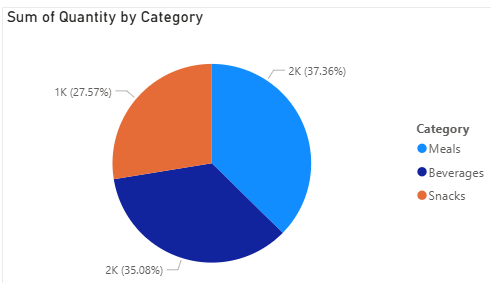 Sum of Quantity by Category
2K (37.36%)
1K (27.57%)
Category
Meals
Beverages
Snacks
2K (35.08%)